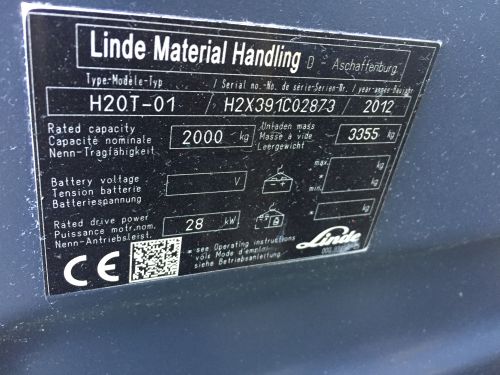 Linde Material Handling D - Aschaffenburg
Type-Modèle-Typ / Serial no.-No. de série-Serien-Nr. / year-année-Baujahr
H20T-01 / H2X391C02873 / 2012
Rated capacity
Capacité nominale
Nenn-Tragfähigkeit
2000 kg
Unladen mass
Masse à vide
Leergewicht
3355 kg
Battery voltage
Tension batterie
Batteriespannung
V
max. * kg
min. * kg
Rated drive power
Puissance motr.nom.
Nenn-Antriebsleist.
28 kW
* kg
CE
* see Operating instructions
vols Mode d'emploi
siehe Betriebsanleitung
Linde